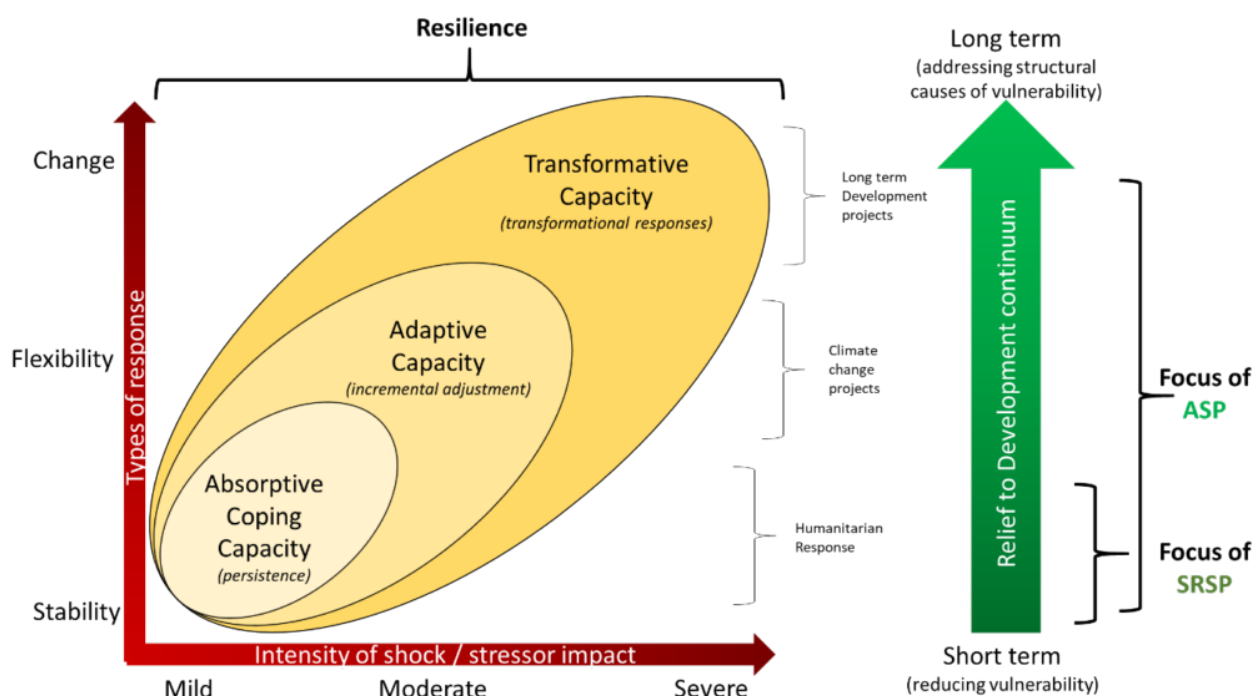 Resilience
Change
Flexibility
Stability
Types of response
Transformative
Capacity
(transformational responses)
Adaptive
Capacity
(incremental adjustment)
Absorptive
Coping
Capacity
(persistence)
Intensity of shock / stressor impact
Mild
Moderate
Severe
Long term
Development
projects
Climate
change
projects
Humanitarian
Response
Long term
(addressing structural
causes of vulnerability)
Relief to Development continuum
Short term
(reducing vulnerability)
Focus of
ASP
Focus of
SRSP